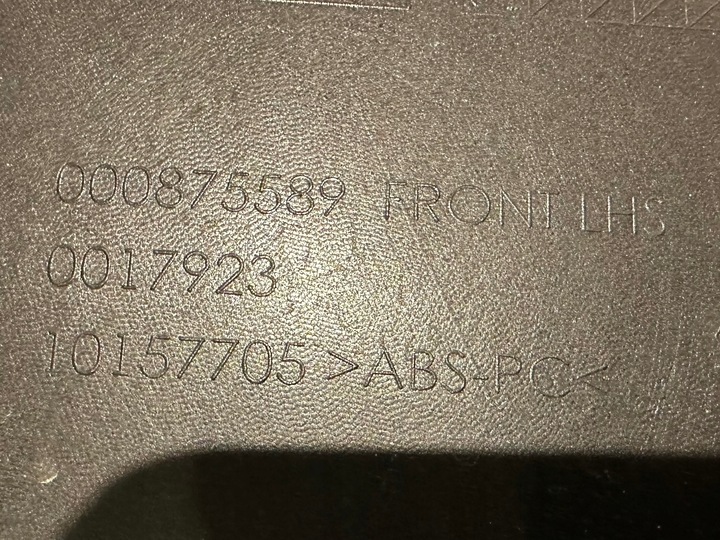 000875589 FRONT LHS
0017923
10157705 >ABS-PC<